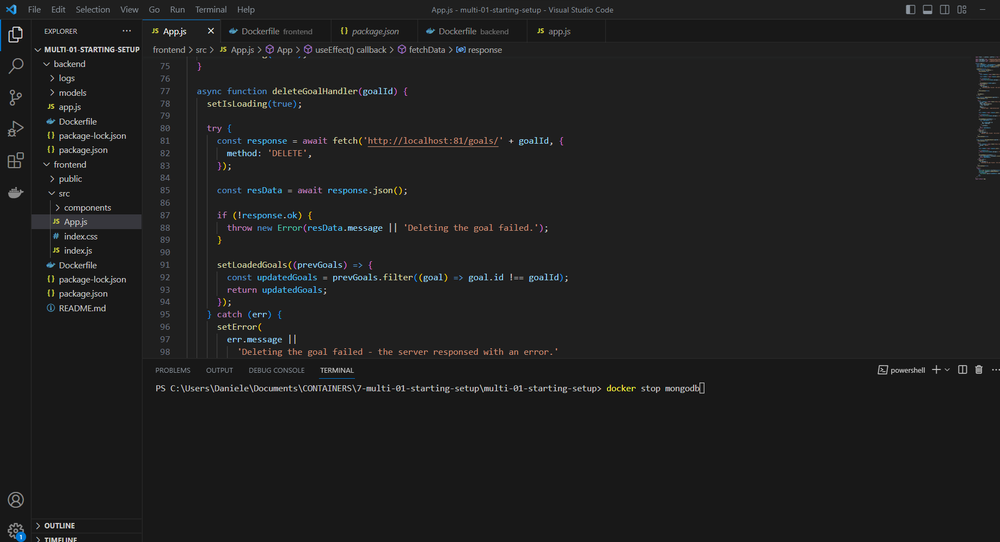 File Edit Selection View Go Run Terminal Help
App.js - multi-01-starting-setup - Visual Studio Code
EXPLORER
MULTI-01-STARTING-SETUP
backend
logs
models
JS app.js
Dockerfile
{} package-lock.json
{} package.json
frontend
public
src
components
JS App.js
# index.css
JS index.js
Dockerfile
{} package-lock.json
{} package.json
README.md
OUTLINE
TIMELINE
1
JS App.js
Dockerfile frontend
{} package.json
Dockerfile backend
JS app.js
frontend > src > JS App.js > App > useEffect() callback > fetchData > response
75 }
76
77 async function deleteGoalHandler(goalId) {
78 setIsLoading(true);
79
80 try {
81 const response = await fetch('http://localhost:81/goals/' + goalId, {
82 method: 'DELETE',
83 });
84
85 const resData = await response.json();
86
87 if (!response.ok) {
88 throw new Error(resData.message || 'Deleting the goal failed.');
89 }
90
91 setLoadedGoals((prevGoals) => {
92 const updatedGoals = prevGoals.filter((goal) => goal.id !== goalId);
93 return updatedGoals;
94 });
95 } catch (err) {
96 setError(
97 err.message ||
98 'Deleting the goal failed - the server responsed with an error.'
PROBLEMS OUTPUT DEBUG CONSOLE TERMINAL
powershell
PS C:\Users\Daniele\Documents\CONTAINERS\7-multi-01-starting-setup\multi-01-starting-setup> docker stop mongodb